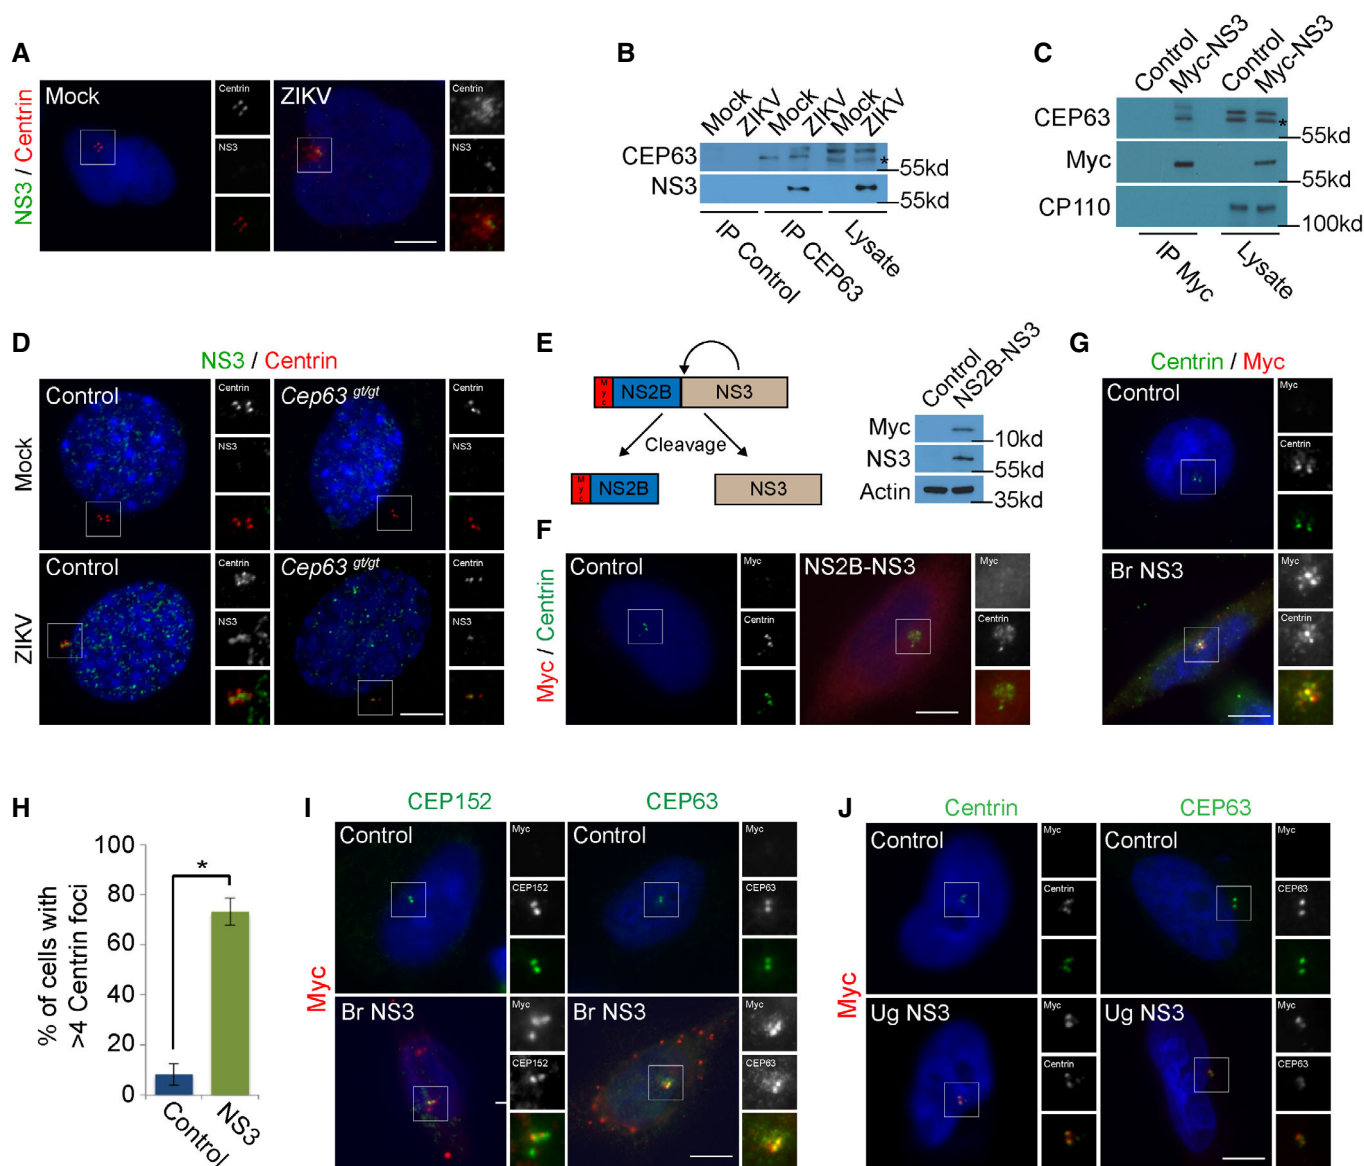 A
NS3 / Centrin
Mock
Centrin
NS3
ZIKV
Centrin
NS3
B
Mock
ZIKV
Mock
ZIKV
Mock
ZIKV
CEP63
*
55kd
NS3
55kd
IP Control
IP CEP63
Lysate
C
Control
Myc-NS3
Control
Myc-NS3
CEP63
*
55kd
Myc
55kd
CP110
100kd
IP Myc
Lysate
D
NS3 / Centrin
Mock
Control
Centrin
NS3
Cep63 gt/gt
Centrin
NS3
ZIKV
Control
Centrin
NS3
Cep63 gt/gt
Centrin
NS3
E
Myc
NS2B
NS3
Cleavage
Myc
NS2B
NS3
Control
NS2B-NS3
Myc
10kd
NS3
55kd
Actin
35kd
F
Myc / Centrin
Control
Myc
Centrin
NS2B-NS3
Myc
Centrin
G
Centrin / Myc
Control
Myc
Centrin
Br NS3
Myc
Centrin
H
% of cells with
>4 Centrin foci
100
80
60
40
20
0
*
Control
NS3
I
CEP152
CEP63
Myc
Control
Myc
CEP152
Control
Myc
CEP63
Br NS3
Myc
CEP152
Br NS3
Myc
CEP63
J
Centrin
CEP63
Myc
Control
Myc
Centrin
Control
Myc
CEP63
Ug NS3
Myc
Centrin
Ug NS3
Myc
CEP63